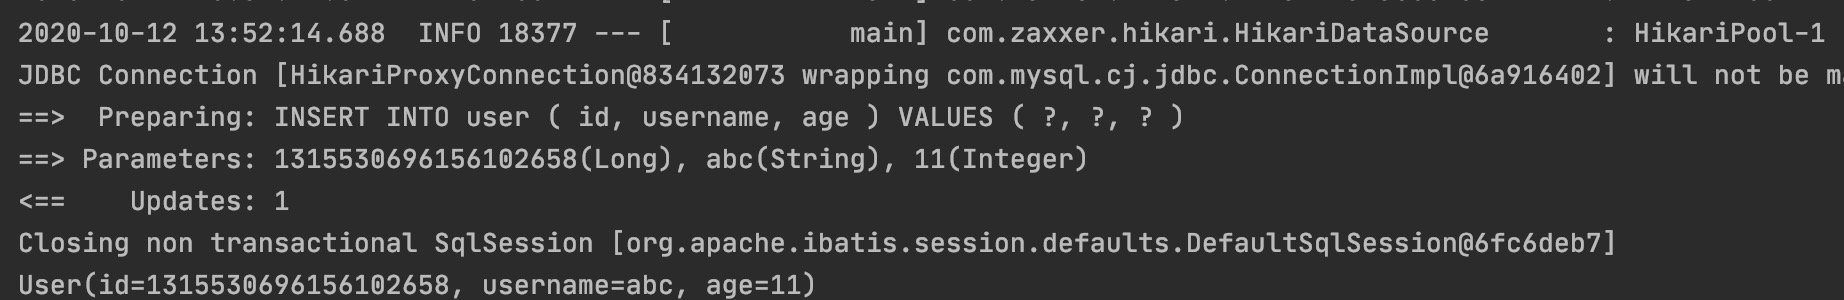 2020-10-12 13:52:14.688  INFO 18377 --- [           main] com.zaxxer.hikari.HikariDataSource       : HikariPool-1
JDBC Connection [HikariProxyConnection@834132073 wrapping com.mysql.cj.jdbc.ConnectionImpl@6a916402] will not be
==>  Preparing: INSERT INTO user ( id, username, age ) VALUES ( ?, ?, ? )
==> Parameters: 1315530696156102658(Long), abc(String), 11(Integer)
<==    Updates: 1
Closing non transactional SqlSession [org.apache.ibatis.session.defaults.DefaultSqlSession@6fc6deb7]
User(id=1315530696156102658, username=abc, age=11)